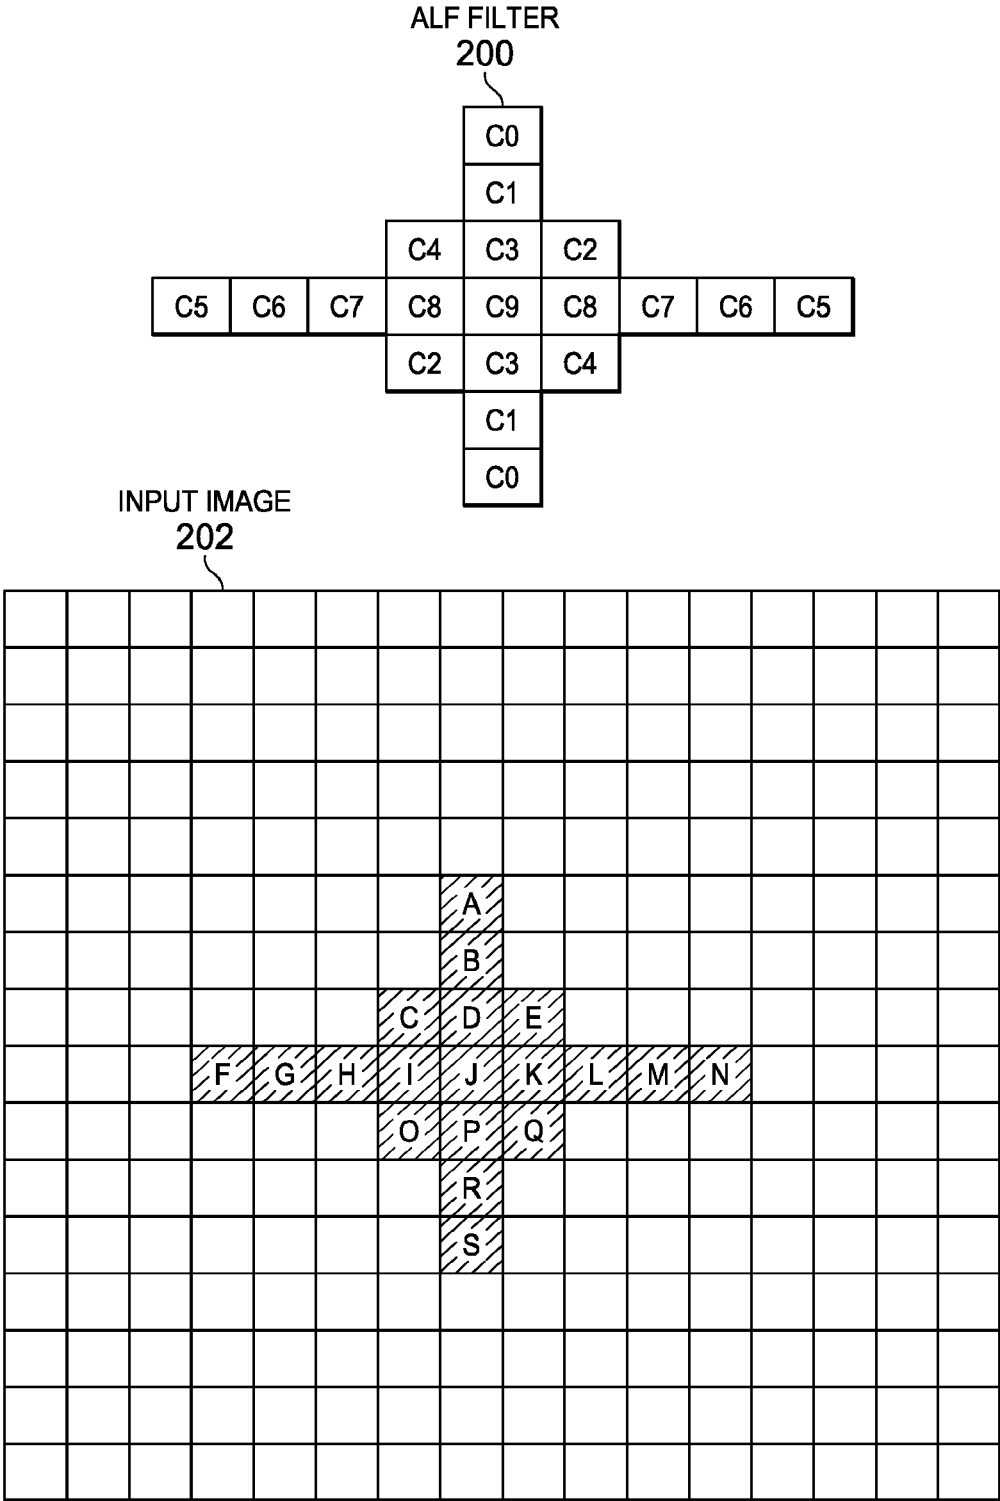 ALF FILTER
200
C0
C1
C4 C3 C2
C5 C6 C7 C8 C9 C8 C7 C6 C5
C2 C3 C4
C1
C0
INPUT IMAGE
202
A
B
C D E
F G H I J K L M N
O P Q
R
S